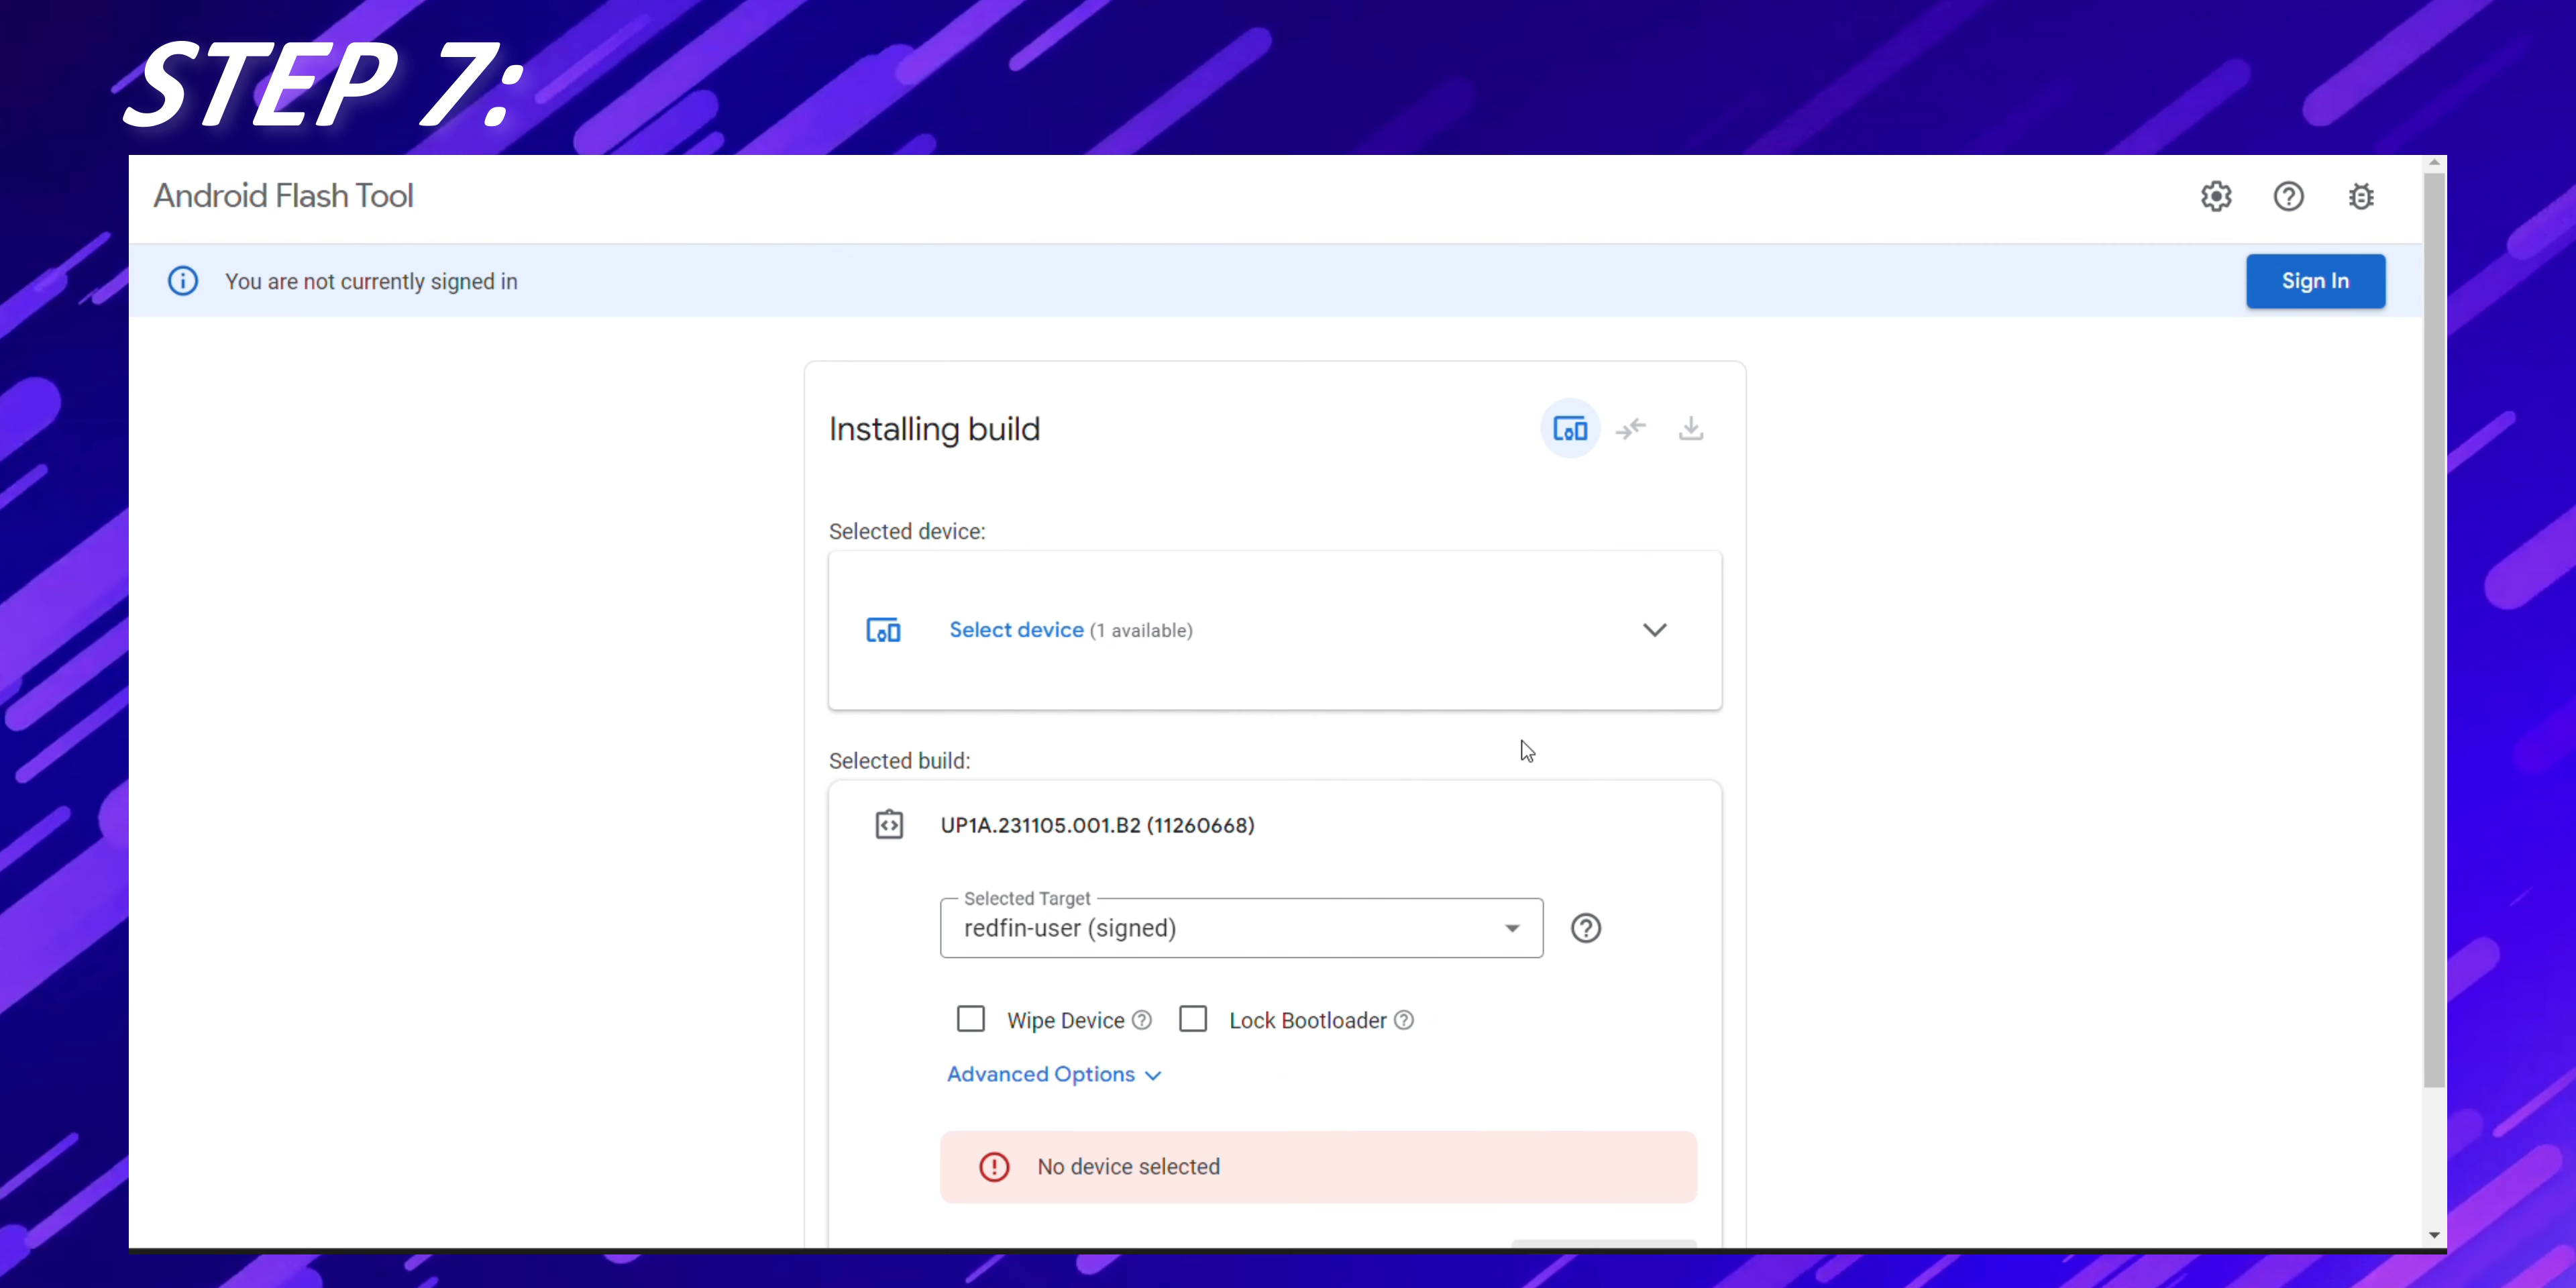 STEP 7:
Android Flash Tool
You are not currently signed in
Sign In
Installing build
Selected device:
Select device (1 available)
Selected build:
UP1A.231105.001.B2 (11260668)
Selected Target
redfin-user (signed)
Wipe Device
Lock Bootloader
Advanced Options
No device selected